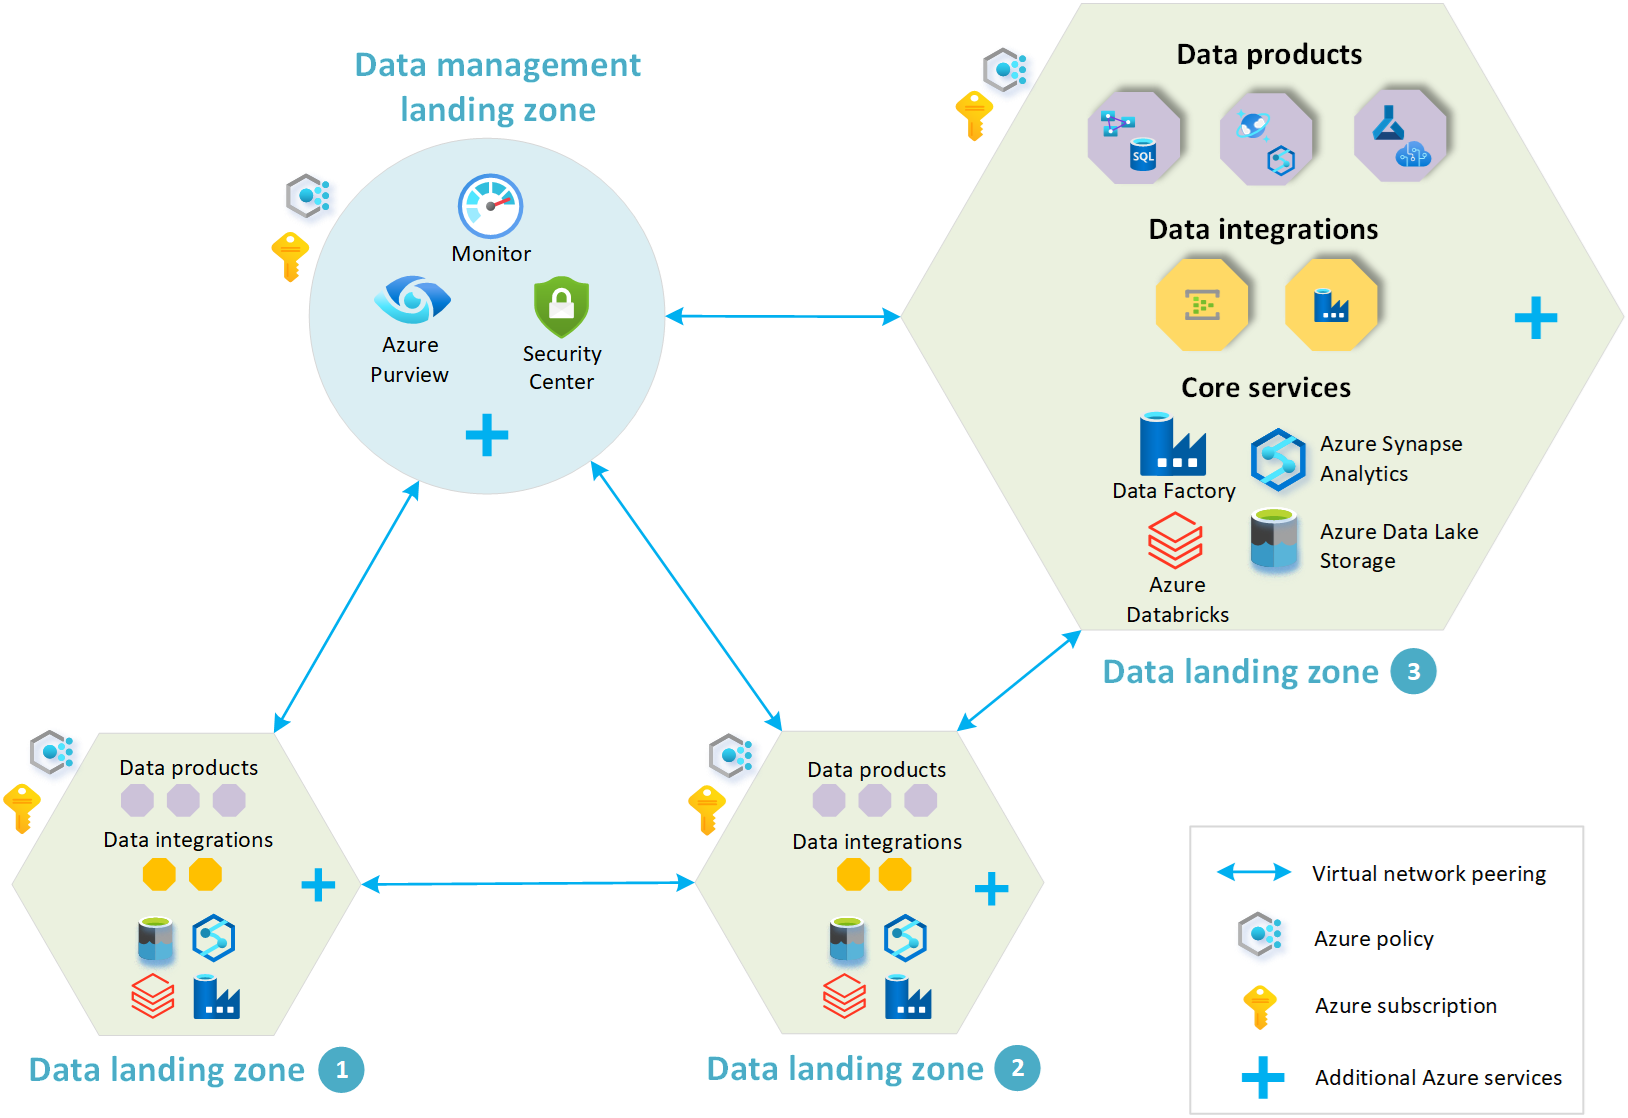 Data management
landing zone
Monitor
Azure
Purview
Security
Center
Data products
SQL
Data integrations
Core services
Data Factory
Azure Synapse
Analytics
Azure
Databricks
Azure Data Lake
Storage
Data landing zone 3
Data products
Data integrations
Data landing zone 1
Data products
Data integrations
Data landing zone 2
Virtual network peering
Azure policy
Azure subscription
Additional Azure services